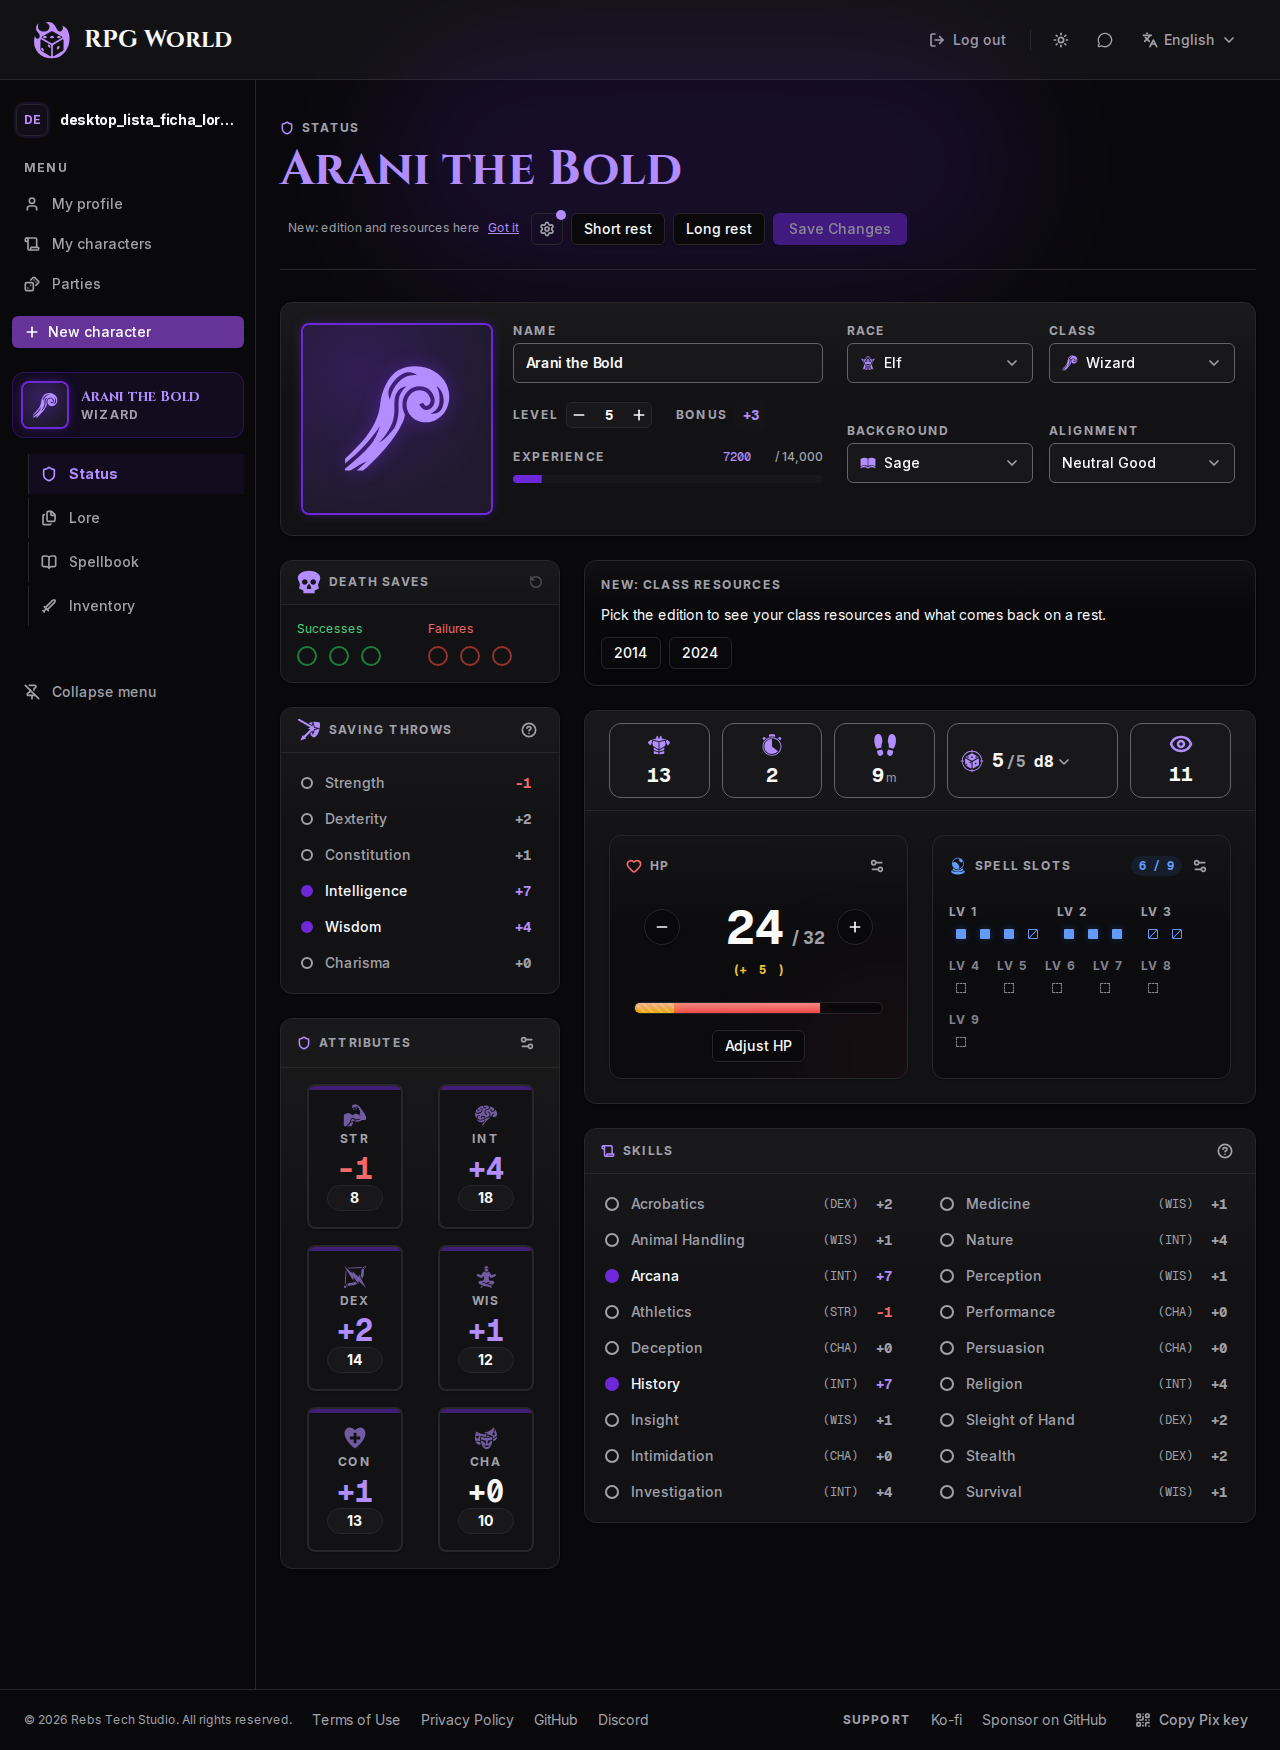 RPG World
Log out
English
DE
desktop_lista_ficha_lor...
MENU
My profile
My characters
Parties
New character
Arani the Bold
WIZARD
Status
Lore
Spellbook
Inventory
Collapse menu
STATUS
Arani the Bold
New: edition and resources here Got it
Short rest
Long rest
Save Changes
NAME
Arani the Bold
LEVEL
5
BONUS
+3
EXPERIENCE
7200 / 14,000
RACE
Elf
CLASS
Wizard
BACKGROUND
Sage
ALIGNMENT
Neutral Good
DEATH SAVES
Successes
Failures
NEW: CLASS RESOURCES
Pick the edition to see your class resources and what comes back on a rest.
2014
2024
SAVING THROWS
Strength -1
Dexterity +2
Constitution +1
Intelligence +7
Wisdom +4
Charisma +0
13
2
9m
5/5 d8
11
HP
24 / 32
(+ 5 )
Adjust HP
SPELL SLOTS
6 / 9
LV 1
LV 2
LV 3
LV 4
LV 5
LV 6
LV 7
LV 8
LV 9
ATTRIBUTES
STR
-1
8
INT
+4
18
DEX
+2
14
WIS
+1
12
CON
+1
13
CHA
+0
10
SKILLS
Acrobatics (DEX) +2
Animal Handling (WIS) +1
Arcana (INT) +7
Athletics (STR) -1
Deception (CHA) +0
History (INT) +7
Insight (WIS) +1
Intimidation (CHA) +0
Investigation (INT) +4
Medicine (WIS) +1
Nature (INT) +4
Perception (WIS) +1
Performance (CHA) +0
Persuasion (CHA) +0
Religion (INT) +4
Sleight of Hand (DEX) +2
Stealth (DEX) +2
Survival (WIS) +1
© 2026 Rebs Tech Studio. All rights reserved.
Terms of Use
Privacy Policy
GitHub
Discord
SUPPORT
Ko-fi
Sponsor on GitHub
Copy Pix key